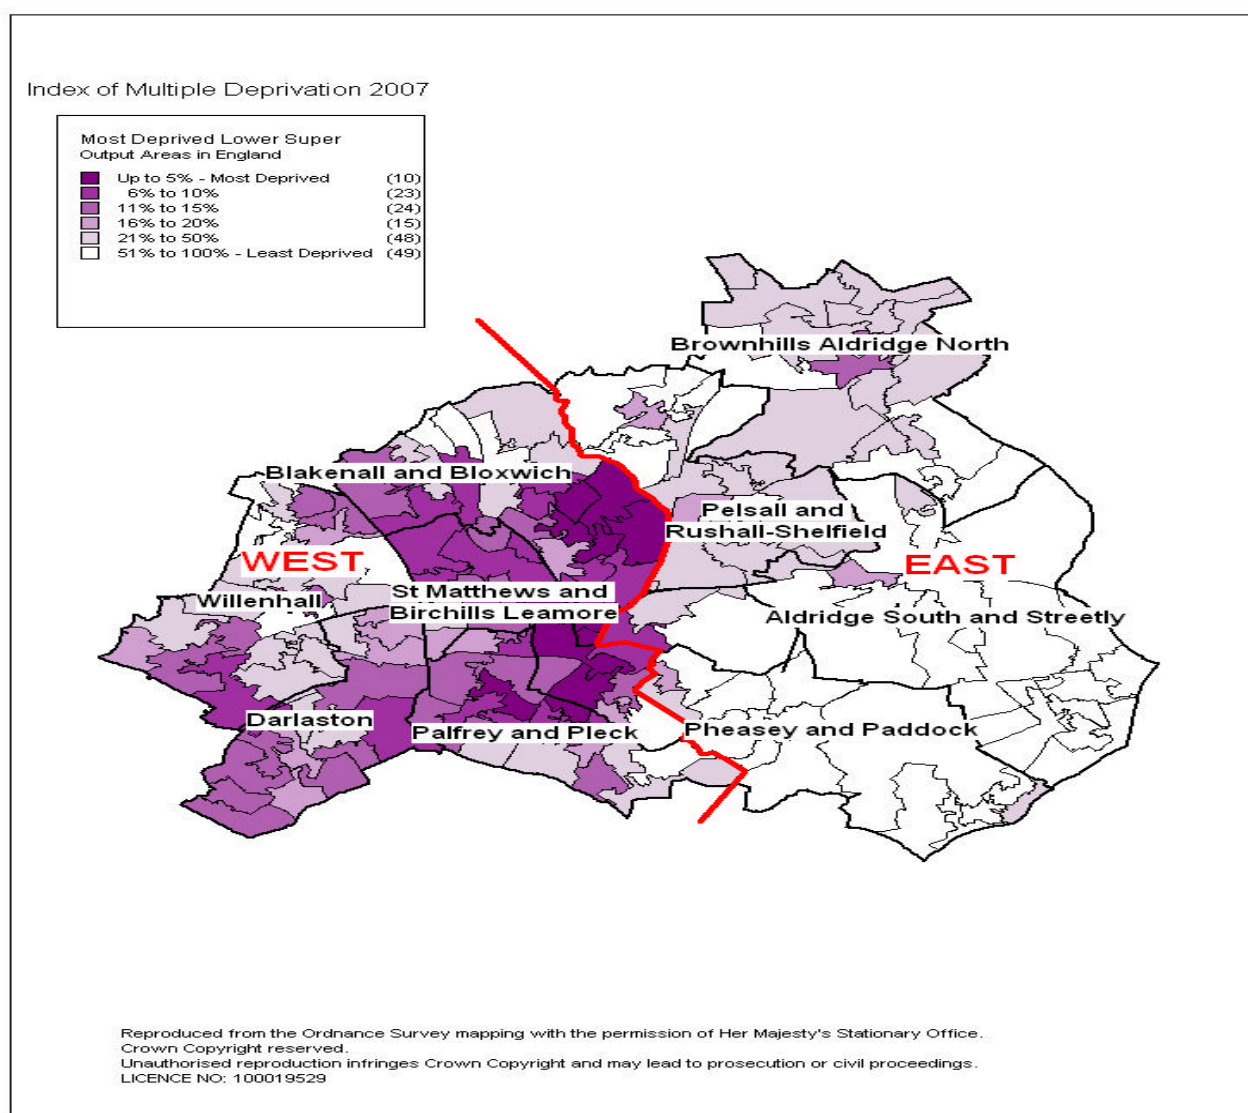 Index of Multiple Deprivation 2007
Most Deprived Lower Super
Output Areas in England
Up to 5% - Most Deprived (10)
6% to 10% (23)
11% to 15% (24)
16% to 20% (15)
21% to 50% (48)
51% to 100% - Least Deprived (49)
Brownhills Aldridge North
Blakenall and Bloxwich
Pelsall and
Rushall-Shelfield
WEST
EAST
St Matthews and
Birchills Leamore
Willenhall
Aldridge South and Streetly
Darlaston
Palfrey and Pleck
Pheasey and Paddock
Reproduced from the Ordnance Survey mapping with the permission of Her Majesty's Stationary Office.
Crown Copyright reserved.
Unauthorised reproduction infringes Crown Copyright and may lead to prosecution or civil proceedings.
LICENCE NO: 100019529